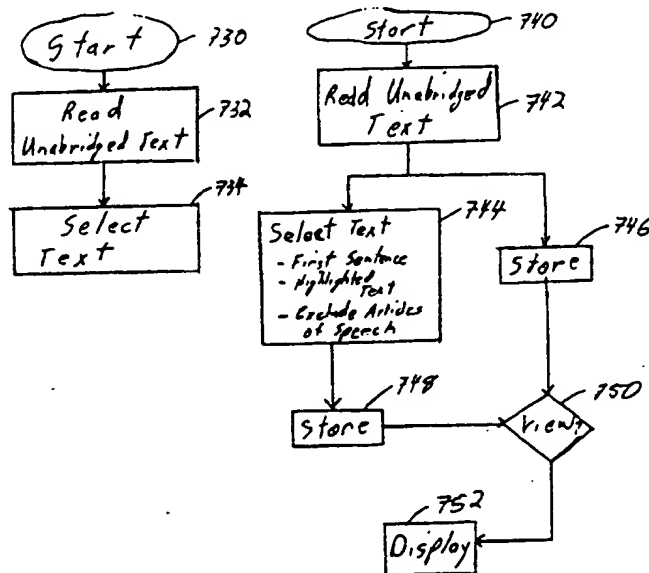 Start
730
Read
Unabridged Text
732
734
Select
Text
Start
740
Read Unabridged
Text
742
744
Select Text
- First Sentence
- Highlighted
Text
- Exclude Articles
of Speech
746
Store
748
Store
750
View?
752
Display